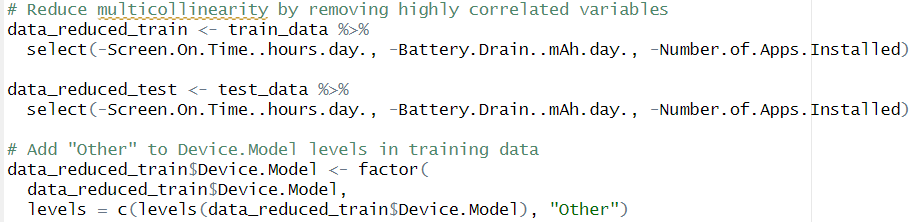 # Reduce multicollinearity by removing highly correlated variables
data_reduced_train <- train_data %>%
  select(-Screen.On.Time..hours.day., -Battery.Drain..mAh.day., -Number.of.Apps.Installed)

data_reduced_test <- test_data %>%
  select(-Screen.On.Time..hours.day., -Battery.Drain..mAh.day., -Number.of.Apps.Installed)

# Add "Other" to Device.Model levels in training data
data_reduced_train$Device.Model <- factor(
  data_reduced_train$Device.Model,
  levels = c(levels(data_reduced_train$Device.Model), "Other")